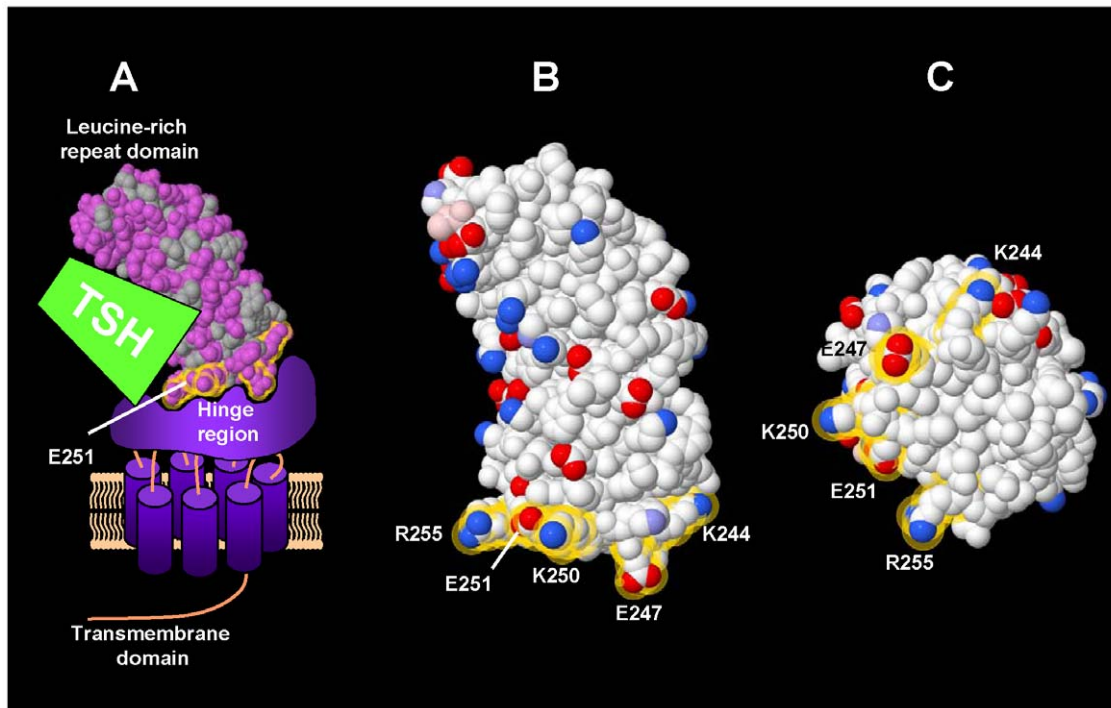 A
B
C
Leucine-rich
repeat domain
TSH
Hinge
region
E251
Transmembrane
domain
R255
E251
K250
E247
K244
K244
E247
K250
E251
R255